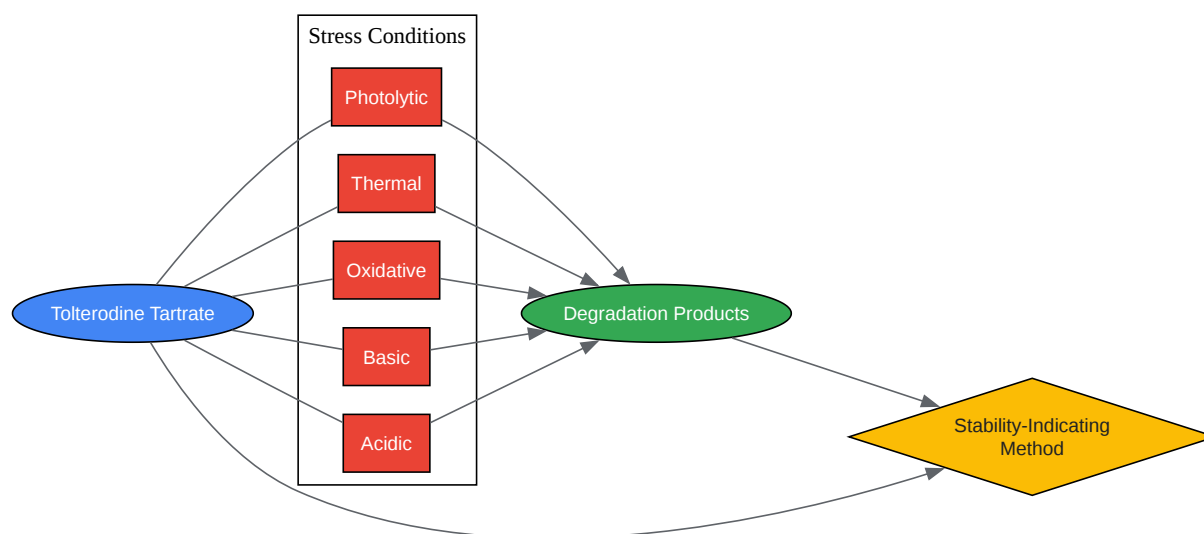 Stress Conditions
Photolytic
Thermal
Oxidative
Tolterodine Tartrate
Degradation Products
Basic
Acidic
Stability-Indicating
Method